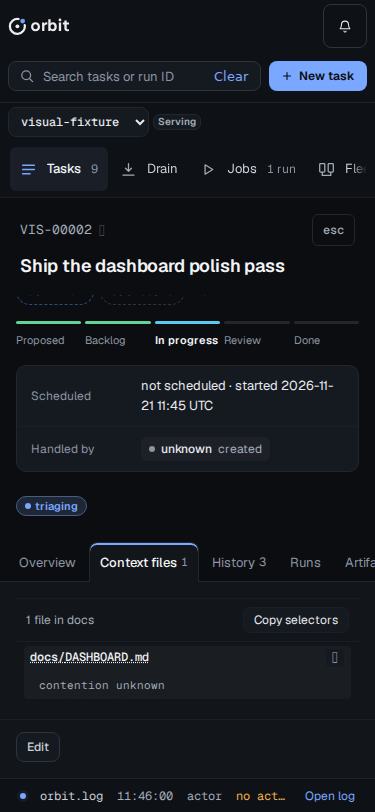 orbit
Search tasks or run ID Clear + New task
visual-fixture Serving
Tasks 9 Drain Jobs 1 run Flee
VIS-00002 esc
Ship the dashboard polish pass
Proposed Backlog In progress Review Done
Scheduled not scheduled · started 2026-11-
21 11:45 UTC
Handled by unknown created
triaging
Overview Context files 1 History 3 Runs Artifa
1 file in docs Copy selectors
docs/DASHBOARD.md
contention unknown
Edit
orbit.log 11:46:00 actor no act… Open log